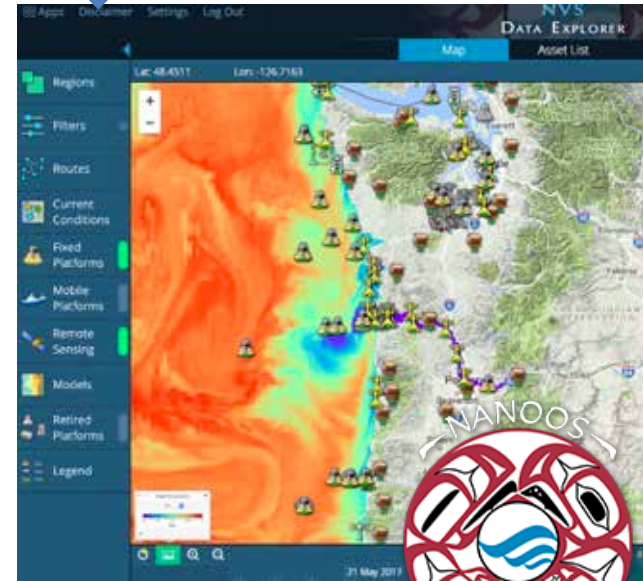 Apps Disclaimer Settings Log Out
NVS
DATA EXPLORER
Map Asset List
Lat: 48.4511 Lon: -126.7163
Regions
Filters
Routes
Current
Conditions
Fixed
Platforms
Mobile
Platforms
Remote
Sensing
Models
Retired
Platforms
Legend
NANOOS
21 May 2017